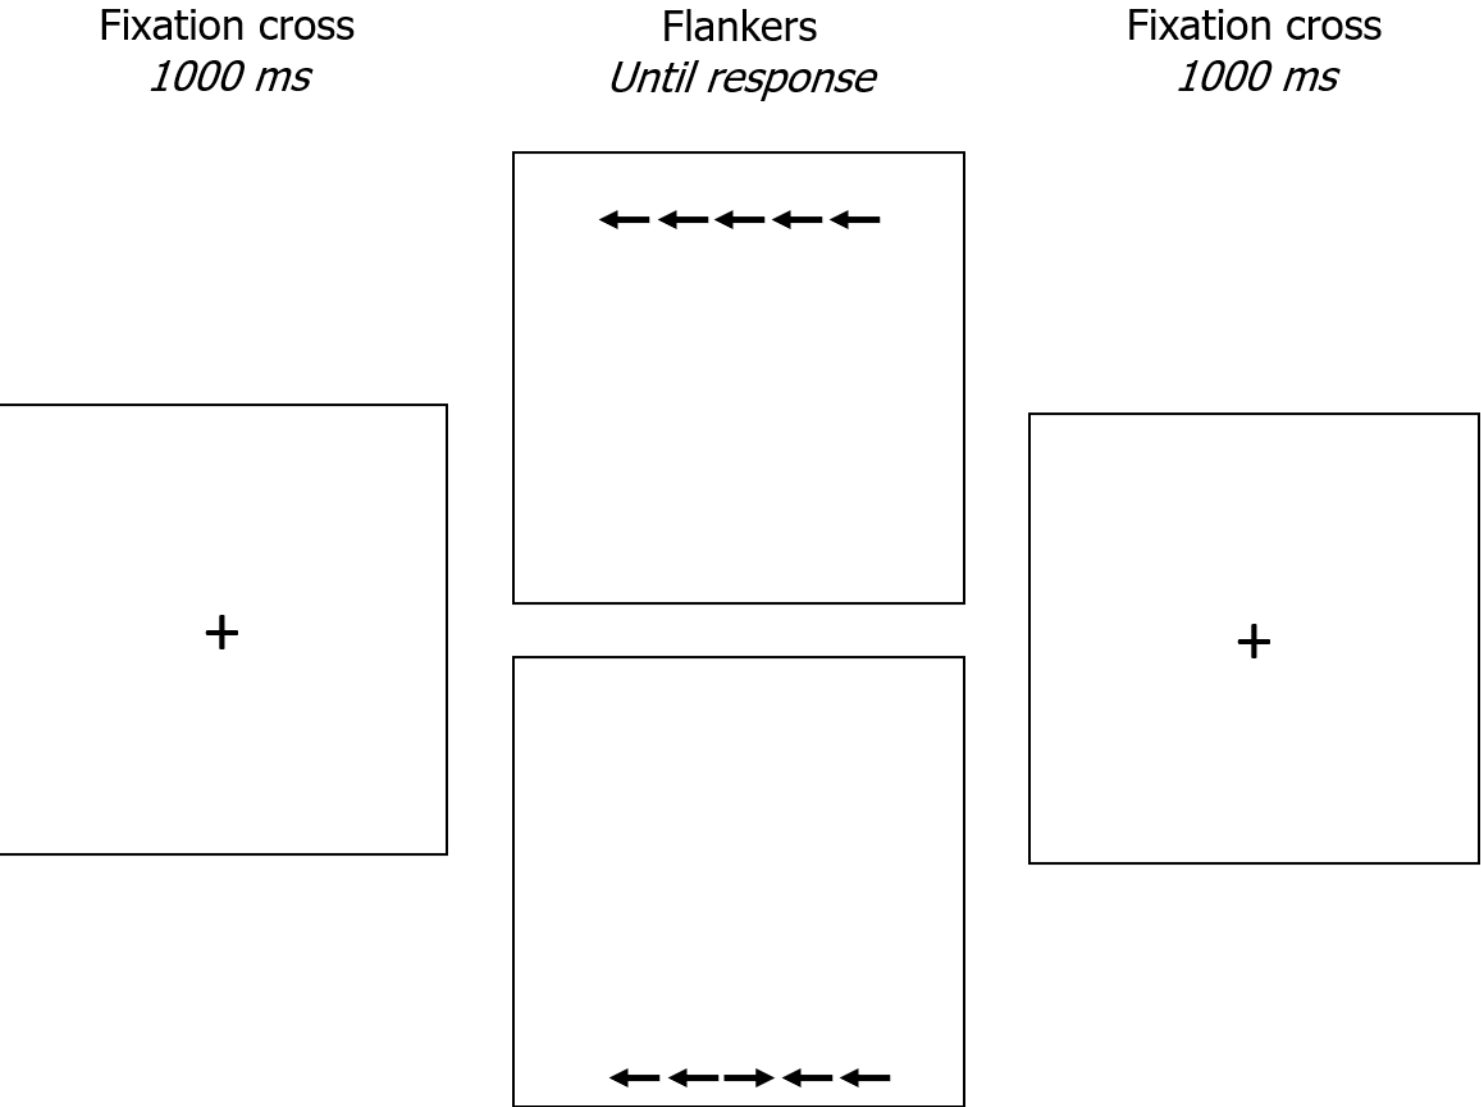 Fixation cross
1000 ms
Flankers
Until response
Fixation cross
1000 ms